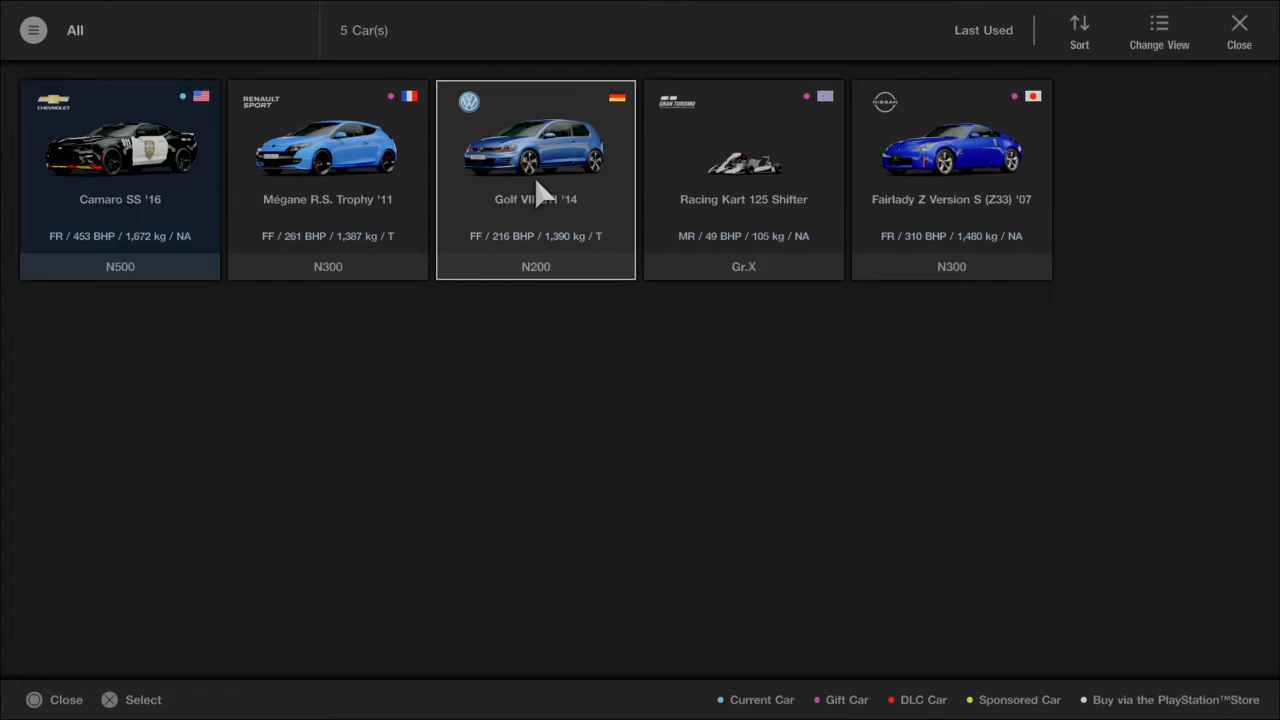 All
5 Car(s)
Last Used
Sort
Change View
Close
CHEVROLET
Camaro SS '16
FR / 453 BHP / 1,672 kg / NA
N500
RENAULT
SPORT
Mégane R.S. Trophy '11
FF / 261 BHP / 1,387 kg / T
N300
Golf VII '14
FF / 216 BHP / 1,390 kg / T
N200
GRAN TURISMO
Racing Kart 125 Shifter
MR / 49 BHP / 105 kg / NA
Gr.X
NISSAN
Fairlady Z Version S (Z33) '07
FR / 310 BHP / 1,480 kg / NA
N300
Close
Select
Current Car
Gift Car
DLC Car
Sponsored Car
Buy via the PlayStation™Store